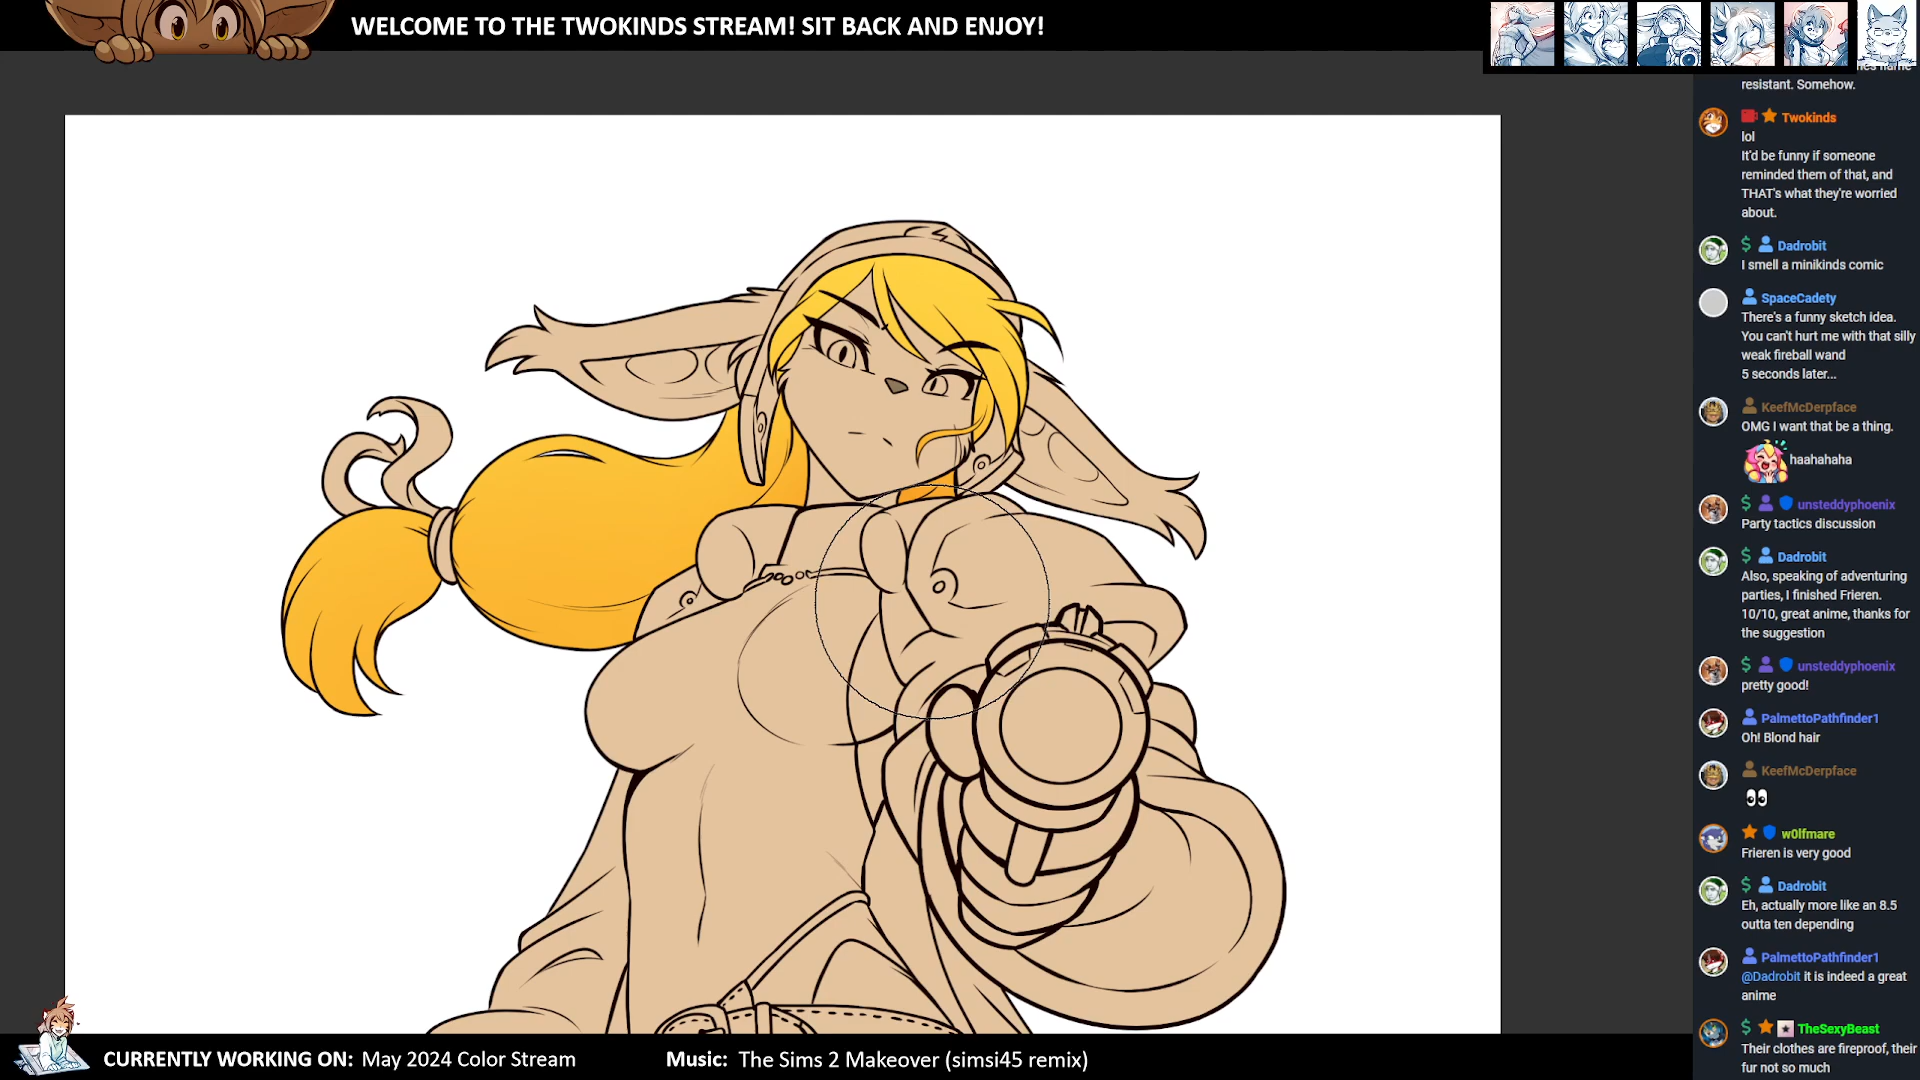 WELCOME TO THE TWOKINDS STREAM! SIT BACK AND ENJOY!
resistant. Somehow.
Twokinds
lol
It'd be funny if someone
reminded them of that, and
THAT's what they're worried
about.
Dadrobit
I smell a minikinds comic
SpaceCadety
There's a funny sketch idea.
You can't hurt me with that silly
weak fireball wand
5 seconds later...
KeefMcDerpface
OMG I want that be a thing.
haahahaha
unsteddyphoenix
Party tactics discussion
Dadrobit
Also, speaking of adventuring
parties, I finished Frieren.
10/10, great anime, thanks for
the suggestion
unsteddyphoenix
pretty good!
PalmettoPathfinder1
Oh! Blond hair
KeefMcDerpface
w0lfmare
Frieren is very good
Dadrobit
Eh, actually more like an 8.5
outta ten depending
PalmettoPathfinder1
@Dadrobit it is indeed a great
anime
TheSexyBeast
Their clothes are fireproof, their
fur not so much
CURRENTLY WORKING ON: May 2024 Color Stream
Music: The Sims 2 Makeover (simsi45 remix)